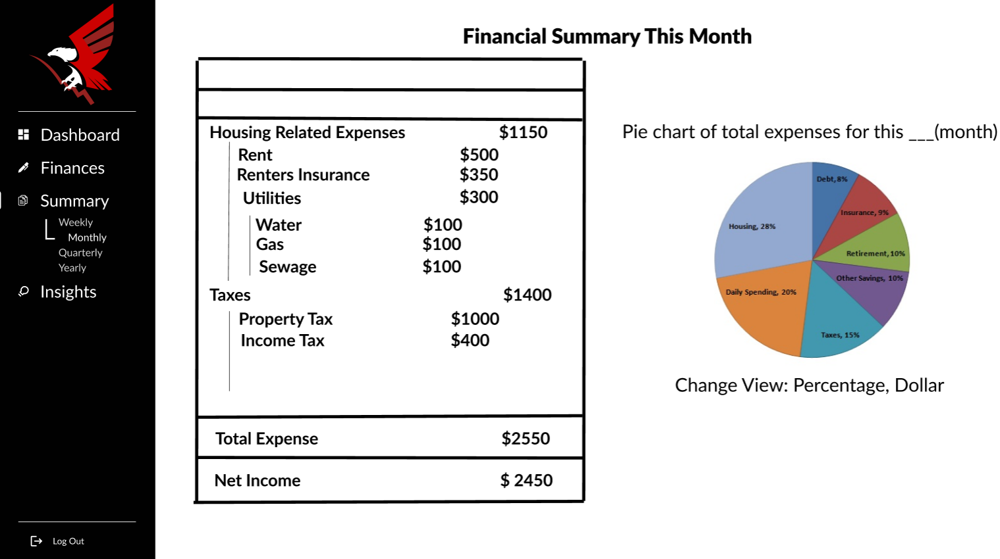 Financial Summary This Month
Dashboard
Finances
Summary
Weekly
Monthly
Quarterly
Yearly
Insights
Log Out
Housing Related Expenses $1150
Rent $500
Renters Insurance $350
Utilities $300
Water $100
Gas $100
Sewage $100
Taxes $1400
Property Tax $1000
Income Tax $400
Total Expense $2550
Net Income $ 2450
Pie chart of total expenses for this ___(month)
Debt, 8%
Insurance, 9%
Housing, 28%
Retirement, 10%
Other Savings, 10%
Daily Spending, 20%
Taxes, 15%
Change View: Percentage, Dollar